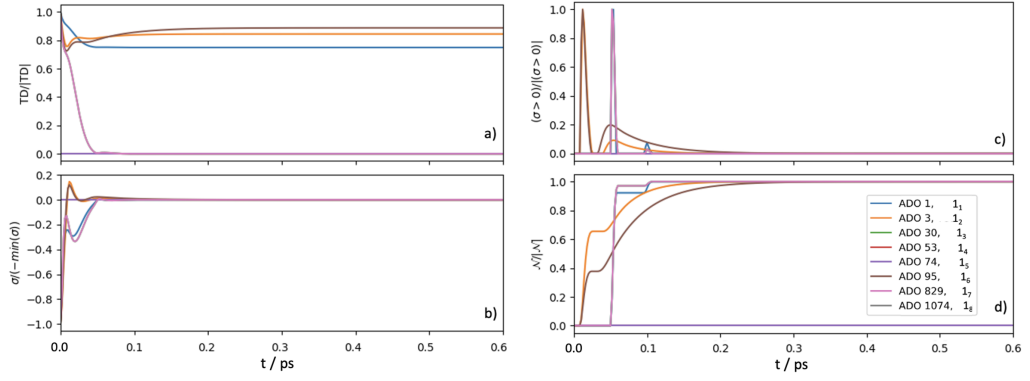 TD/|TD|
1.0
0.8
0.6
0.4
0.2
0.0
a)
σ/(−min(σ))
0.2
0.0
−0.2
−0.4
−0.6
−0.8
−1.0
b)
0.0 0.1 0.2 0.3 0.4 0.5 0.6
t / ps
(σ > 0)/|(σ > 0)|
1.0
0.8
0.6
0.4
0.2
0.0
c)
𝒩/|𝒩|
1.0
0.8
0.6
0.4
0.2
0.0
ADO 1, 1₁
ADO 3, 1₂
ADO 30, 1₃
ADO 53, 1₄
ADO 74, 1₅
ADO 95, 1₆
ADO 829, 1₇
ADO 1074, 1₈
d)
0.0 0.1 0.2 0.3 0.4 0.5 0.6
t / ps